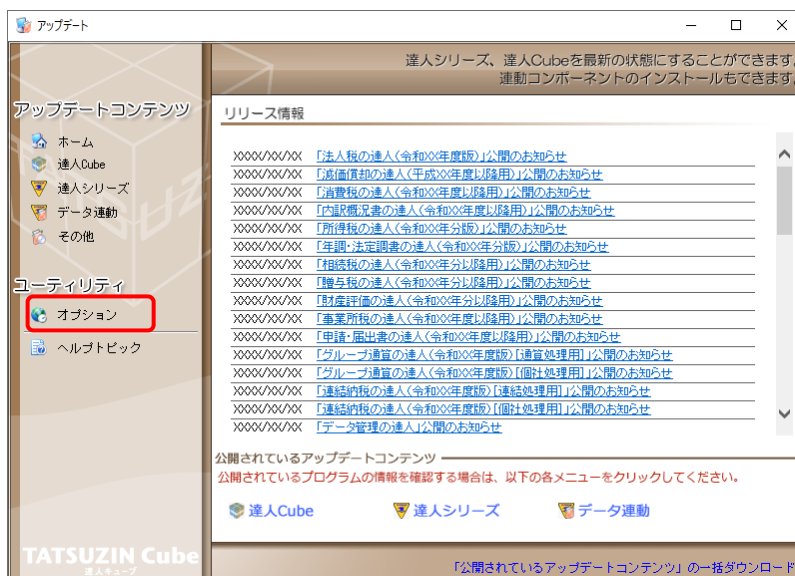 アップデート
達人シリーズ、達人Cubeを最新の状態にすることができます。
連動コンポーネントのインストールもできます。
アップデートコンテンツ
ホーム
達人Cube
達人シリーズ
データ連動
その他
ユーティリティ
オプション
ヘルプトピック
TATSUZIN Cube
達人キューブ
リリース情報
XXXX/XX/XX 「法人税の達人(令和XX年度版)」公開のお知らせ
XXXX/XX/XX 「減価償却の達人(平成XX年度以降用)」公開のお知らせ
XXXX/XX/XX 「消費税の達人(令和XX年度以降用)」公開のお知らせ
XXXX/XX/XX 「内訳概況書の達人(令和XX年度以降用)」公開のお知らせ
XXXX/XX/XX 「所得税の達人(令和XX年分版)」公開のお知らせ
XXXX/XX/XX 「年調・法定調書の達人(令和XX年分版)」公開のお知らせ
XXXX/XX/XX 「相続税の達人(令和XX年分以降用)」公開のお知らせ
XXXX/XX/XX 「贈与税の達人(令和XX年分以降用)」公開のお知らせ
XXXX/XX/XX 「財産評価の達人(令和XX年分以降用)」公開のお知らせ
XXXX/XX/XX 「事業所税の達人(令和XX年度以降用)」公開のお知らせ
XXXX/XX/XX 「申請・届出書の達人(令和XX年度以降用)」公開のお知らせ
XXXX/XX/XX 「グループ通算の達人(令和XX年度版)[通算処理用]」公開のお知らせ
XXXX/XX/XX 「グループ通算の達人(令和XX年度版)[個社処理用]」公開のお知らせ
XXXX/XX/XX 「連結納税の達人(令和XX年度版)[連結処理用]」公開のお知らせ
XXXX/XX/XX 「連結納税の達人(令和XX年度版)[個社処理用]」公開のお知らせ
XXXX/XX/XX 「データ管理の達人」公開のお知らせ
公開されているアップデートコンテンツ
公開されているプログラムの情報を確認する場合は、以下の各メニューをクリックしてください。
達人Cube 達人シリーズ データ連動
「公開されているアップデートコンテンツ」の一括ダウンロード